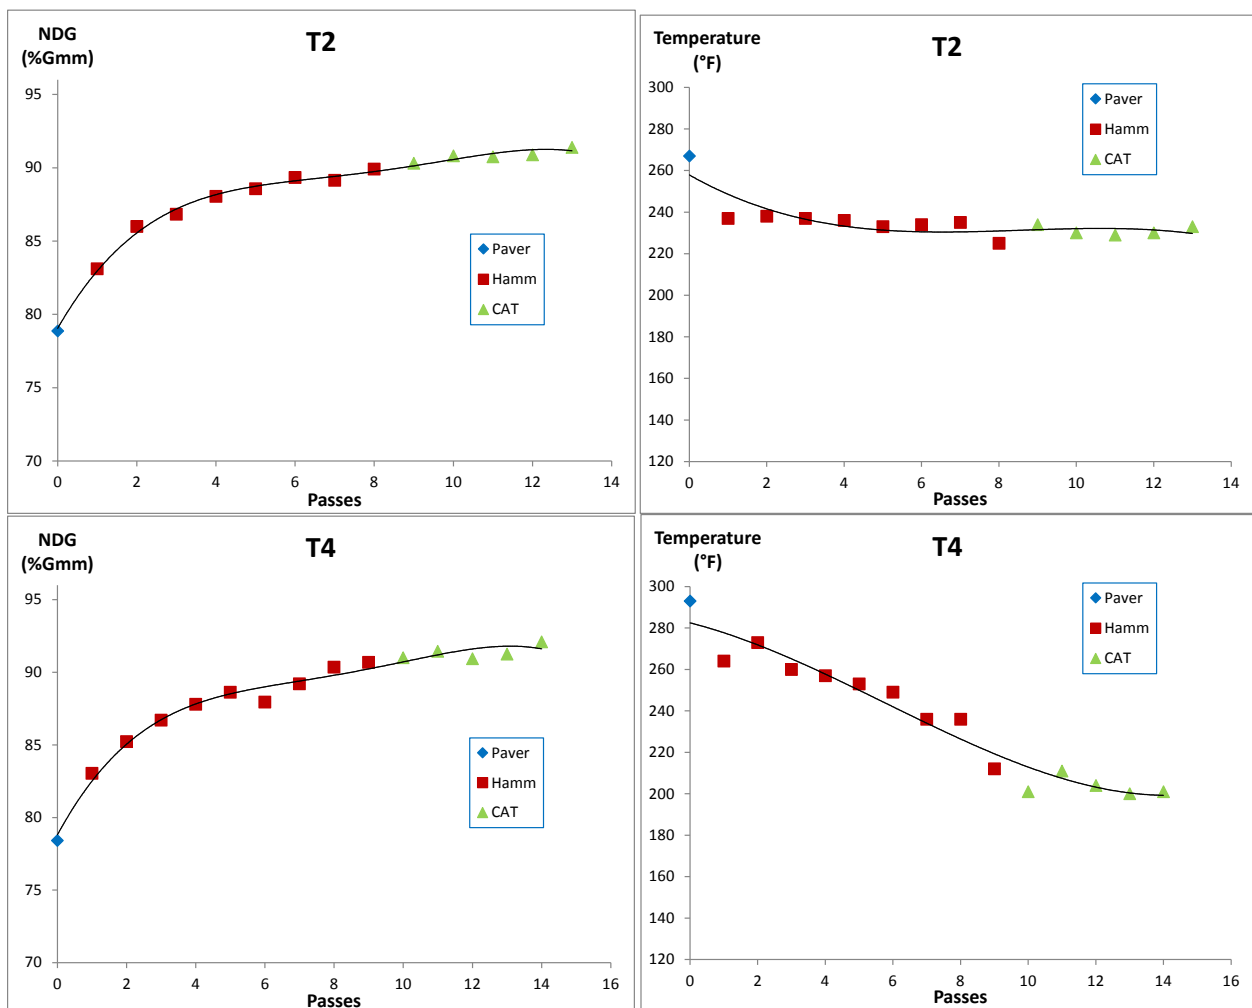 NDG
(%Gmm)
T2
95
90
85
80
75
70
0 2 4 6 8 10 12 14
Passes
Paver
Hamm
CAT
Temperature
(°F)
T2
300
280
260
240
220
200
180
160
140
120
0 2 4 6 8 10 12 14
Passes
Paver
Hamm
CAT
NDG
(%Gmm)
T4
95
90
85
80
75
70
0 2 4 6 8 10 12 14 16
Passes
Paver
Hamm
CAT
Temperature
(°F)
T4
300
280
260
240
220
200
180
160
140
120
0 2 4 6 8 10 12 14 16
Passes
Paver
Hamm
CAT